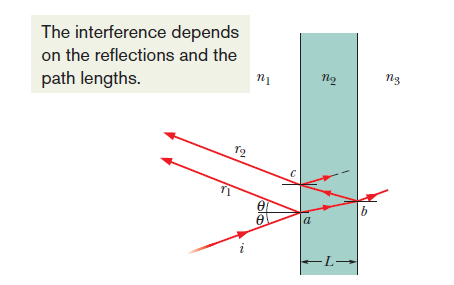 The interference depends
on the reflections and the
path lengths.
n₁ n₂ n₃
r₂
c
r₁
θ
θ a b
i
L